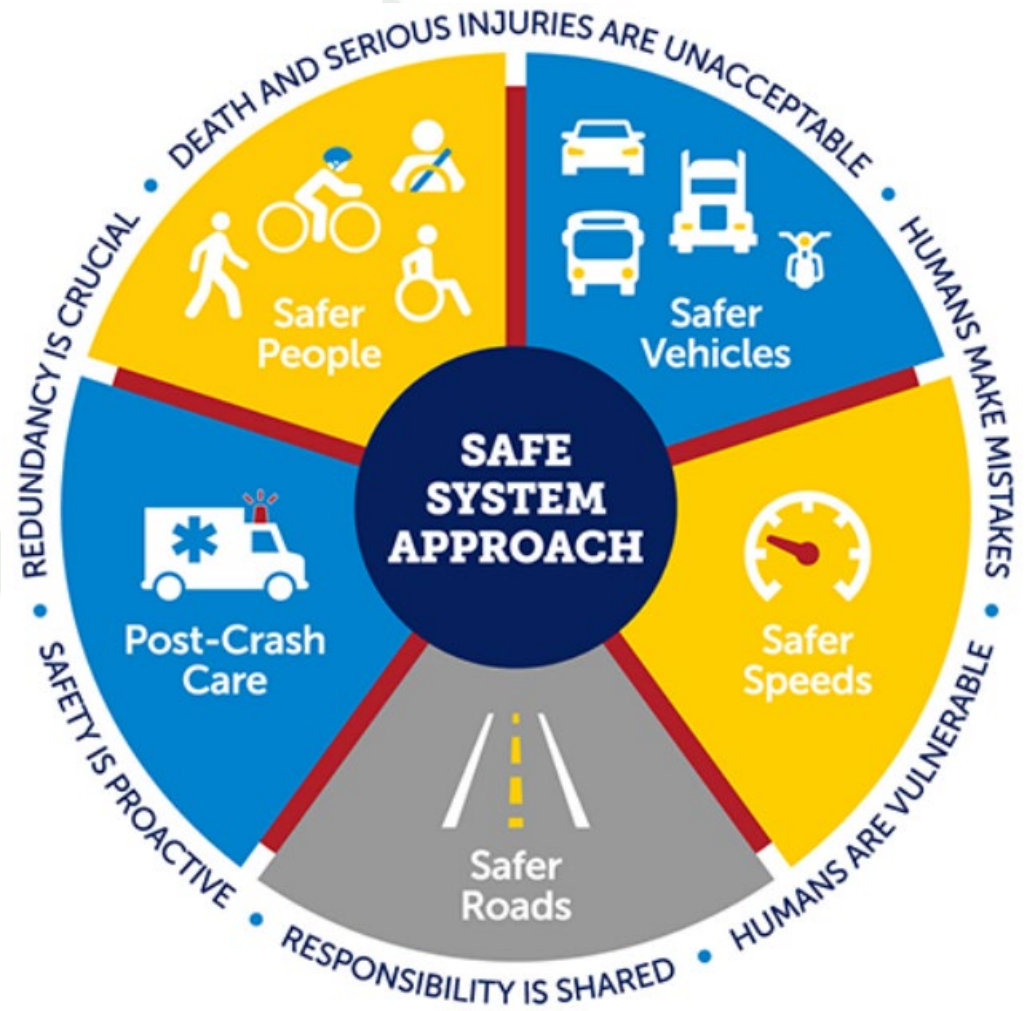 DEATH AND SERIOUS INJURIES ARE UNACCEPTABLE
HUMANS MAKE MISTAKES
HUMANS ARE VULNERABLE
RESPONSIBILITY IS SHARED
SAFETY IS PROACTIVE
REDUNDANCY IS CRUCIAL
Safer
People
Safer
Vehicles
SAFE
SYSTEM
APPROACH
Post-Crash
Care
Safer
Speeds
Safer
Roads